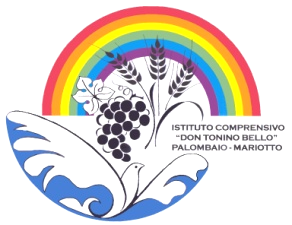 ISTITUTO COMPRENSIVO
"DON TONINO BELLO"
PALOMBAIO - MARIOTTO